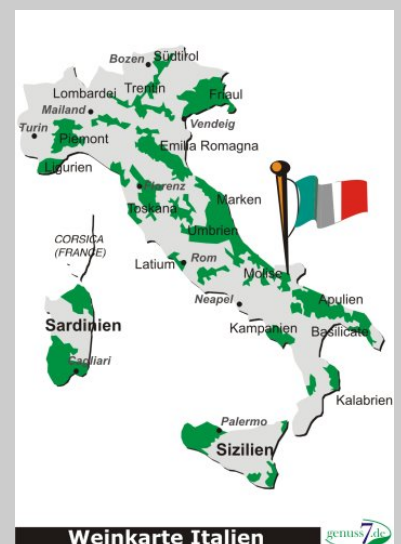 Bozen
Südtirol
Lombardei
Trentin
Friaul
Mailand
Vendeig
Turin
Piemont
Emilia Romagna
Ligurien
Florenz
Toskana
Marken
Umbrien
CORSICA
(FRANCE)
Latium
Rom
Molise
Neapel
Apulien
Sardinien
Kampanien
Basilicate
Cagliari
Kalabrien
Palermo
Sizilien
Weinkarte Italien
genuss7.de